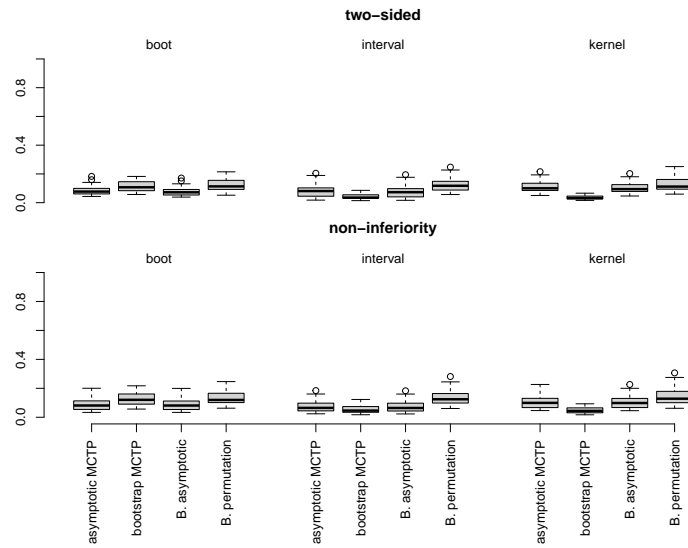 two-sided
boot interval kernel
0.0 0.4 0.8
non-inferiority
boot interval kernel
0.0 0.4 0.8
asymptotic MCTP
bootstrap MCTP
B. asymptotic
B. permutation
asymptotic MCTP
bootstrap MCTP
B. asymptotic
B. permutation
asymptotic MCTP
bootstrap MCTP
B. asymptotic
B. permutation